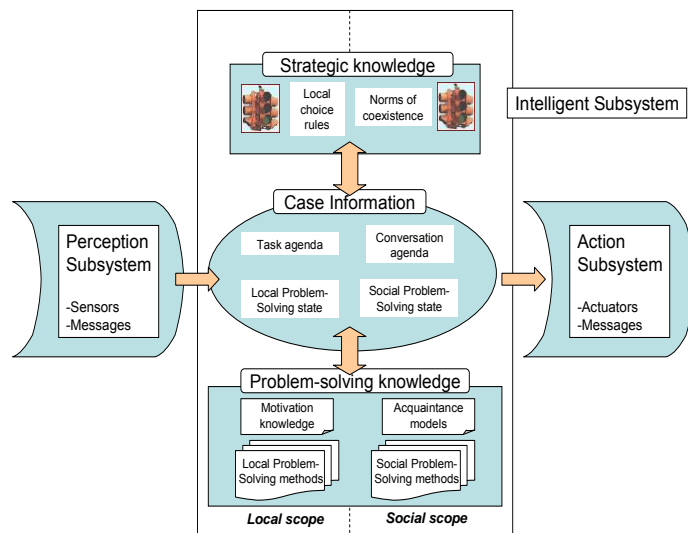 Strategic knowledge
Local
choice
rules
Norms of
coexistence
Intelligent Subsystem
Case Information
Perception
Subsystem
-Sensors
-Messages
Task agenda
Conversation
agenda
Local Problem-
Solving state
Social Problem-
Solving state
Action
Subsystem
-Actuators
-Messages
Problem-solving knowledge
Motivation
knowledge
Acquaintance
models
Local Problem-
Solving methods
Social Problem-
Solving methods
Local scope
Social scope